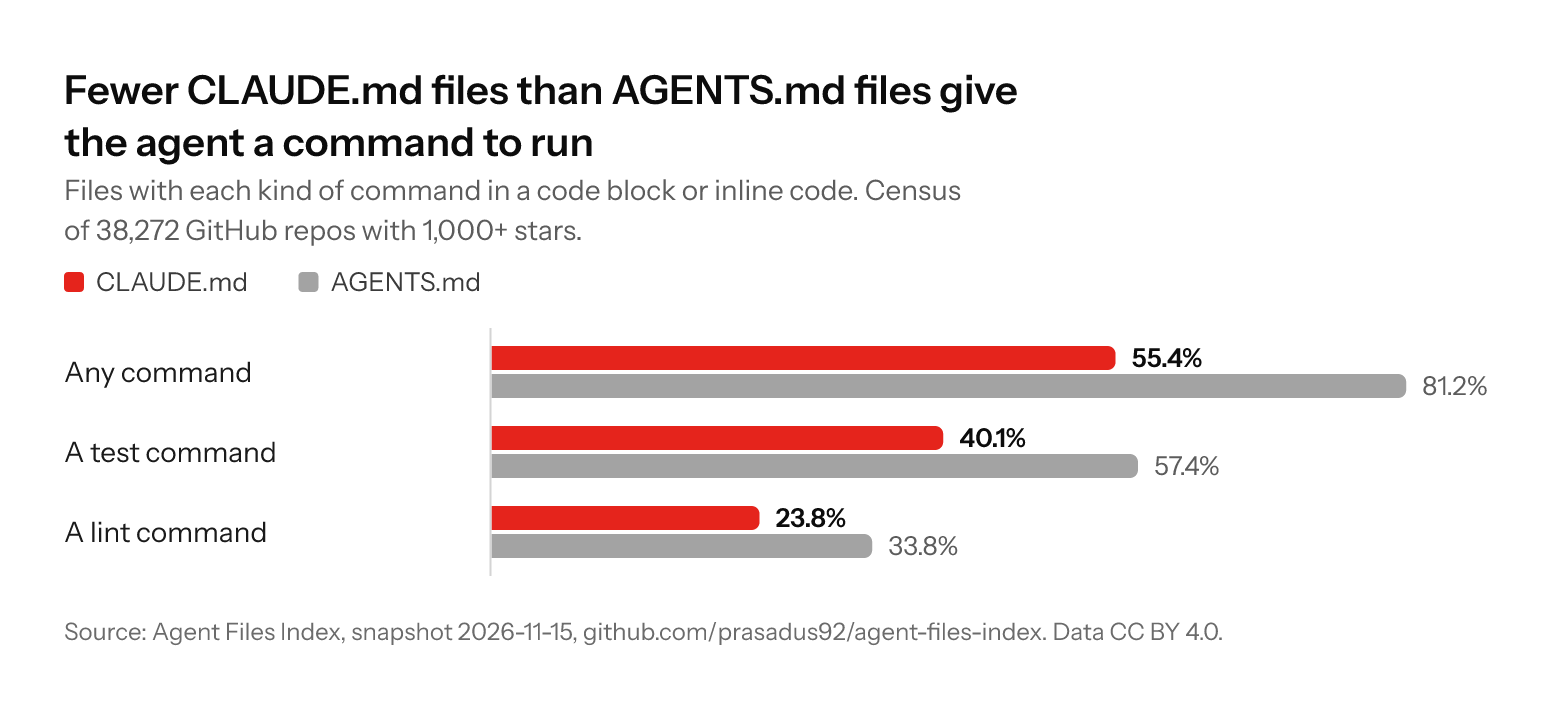 Fewer CLAUDE.md files than AGENTS.md files give
the agent a command to run
Files with each kind of command in a code block or inline code. Census
of 38,272 GitHub repos with 1,000+ stars.
CLAUDE.md AGENTS.md
Any command
55.4%
81.2%
A test command
40.1%
57.4%
A lint command
23.8%
33.8%
Source: Agent Files Index, snapshot 2026-11-15, github.com/prasadus92/agent-files-index. Data CC BY 4.0.